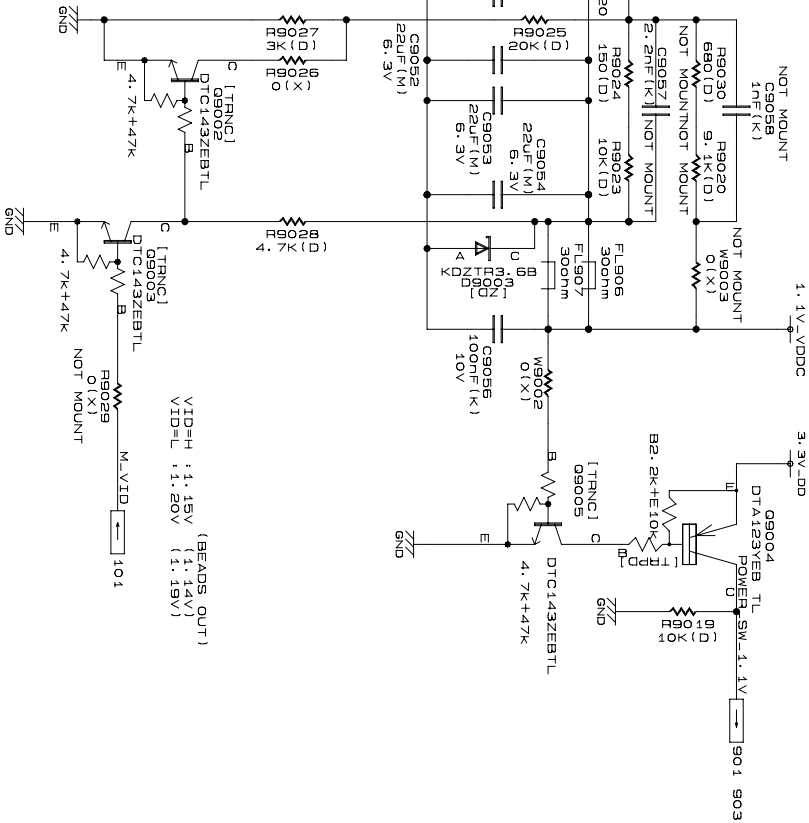 20
R9027
3K(D)
R9026
0(X)
GND
E
C
4.7k+47k
DTC143ZEBTL
Q9002
[TRNC]
B
C9052
22uF(M)
6.3V
R9025
20K(D)
R9024
150(D)
C9057
2.2nF(K)
NOT MOUNT
R9030
680(D)
NOT MOUNT
C9058
1nF(K)
NOT MOUNT
C9053
22uF(M)
6.3V
C9054
22uF(M)
6.3V
R9023
10K(D)
NOT MOUNT
R9020
9.1K(D)
NOT MOUNT
GND
E
C
4.7k+47k
DTC143ZEBTL
Q9003
[TRNC]
B
R9028
4.7K(D)
A
C
KDZTR3.6B
D9003
[DZ]
FL907
30ohm
FL906
30ohm
W9003
0(X)
NOT MOUNT
1.1V_VDDC
C9056
100nF(K)
10V
W9002
0(X)
R9029
0(X)
NOT MOUNT
M_VID
101
VID=H :1.15V (1.14V)
VID=L :1.20V (1.19V)
(BEADS OUT)
3.3V_DD
B
[TRNC]
Q9005
GND
E
C
4.7k+47k
DTC143ZEBTL
B2.2k+E10k
B
[TRPD]
E
Q9004
DTA123YEB TL
C
GND
R9019
10K(D)
POWER_SW_1.1V
901 903